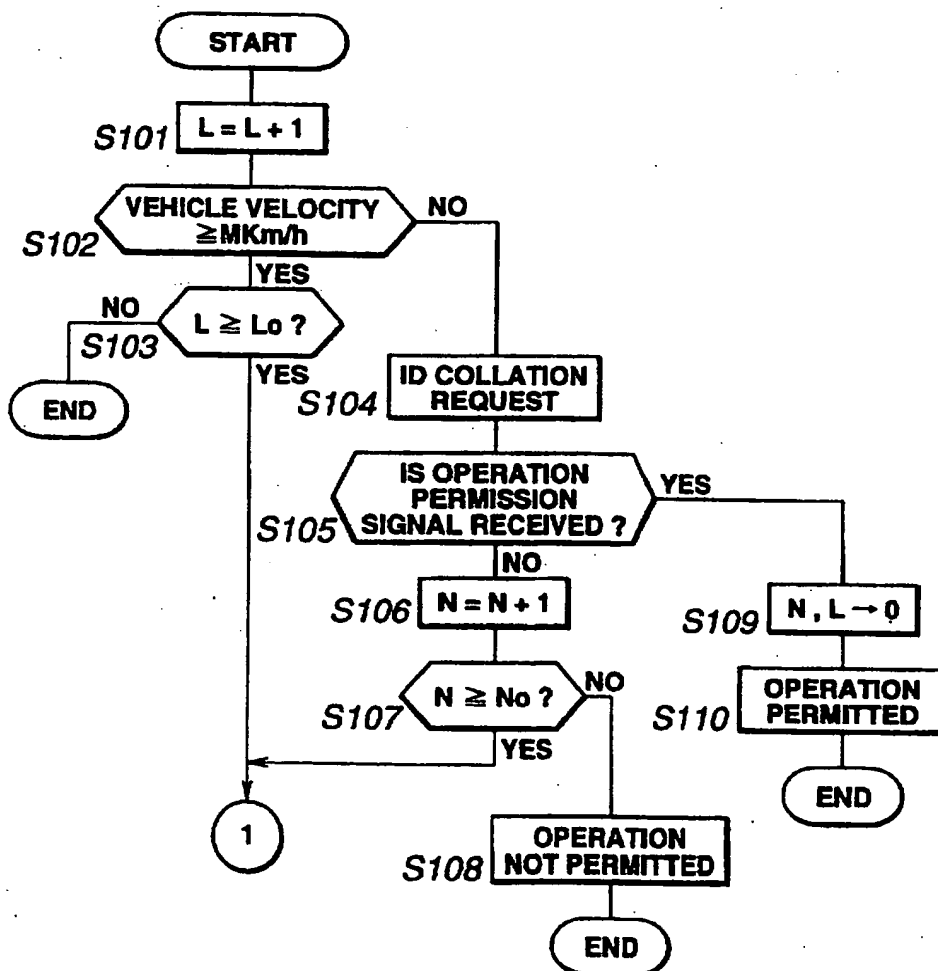 START
S101
L = L + 1
VEHICLE VELOCITY
≧MKm/h
NO
S102
YES
NO
L ≧ Lo ?
S103
YES
END
ID COLLATION
REQUEST
S104
IS OPERATION
PERMISSION
SIGNAL RECEIVED ?
YES
S105
NO
N = N + 1
S106
N , L → 0
S109
N ≧ No ?
NO
S107
YES
OPERATION
PERMITTED
S110
END
1
OPERATION
NOT PERMITTED
S108
END